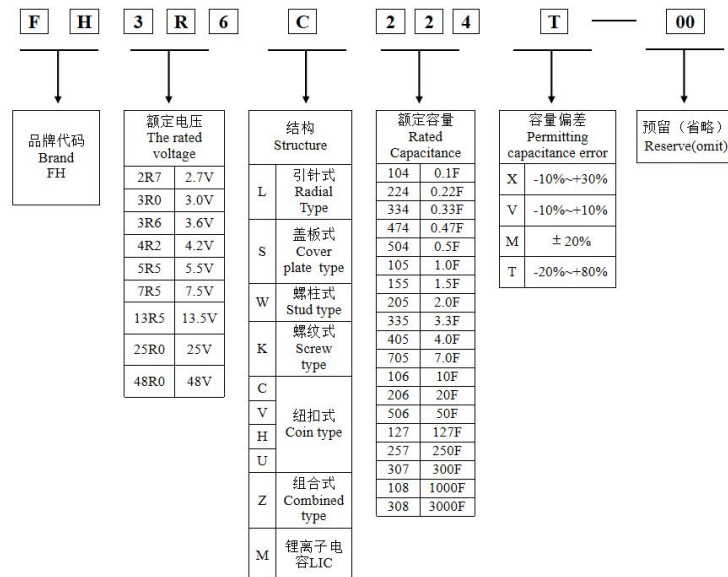 F H 3 R 6 C 2 2 4 T — 00
品牌代码
Brand
FH
额定电压
The rated
voltage
2R7 2.7V
3R0 3.0V
3R6 3.6V
4R2 4.2V
5R5 5.5V
7R5 7.5V
13R5 13.5V
25R0 25V
48R0 48V
结构
Structure
L 引针式
Radial
Type
S 盖板式
Cover
plate type
W 螺柱式
Stud type
K 螺纹式
Screw
type
C
V
H
U
纽扣式
Coin type
Z 组合式
Combined
type
M 锂离子电
容LIC
额定容量
Rated
Capacitance
104 0.1F
224 0.22F
334 0.33F
474 0.47F
504 0.5F
105 1.0F
155 1.5F
205 2.0F
335 3.3F
405 4.0F
705 7.0F
106 10F
206 20F
506 50F
127 127F
257 250F
307 300F
108 1000F
308 3000F
容量偏差
Permitting
capacitance error
X -10%~+30%
V -10%~+10%
M ±20%
T -20%~+80%
预留（省略）
Reserve(omit)